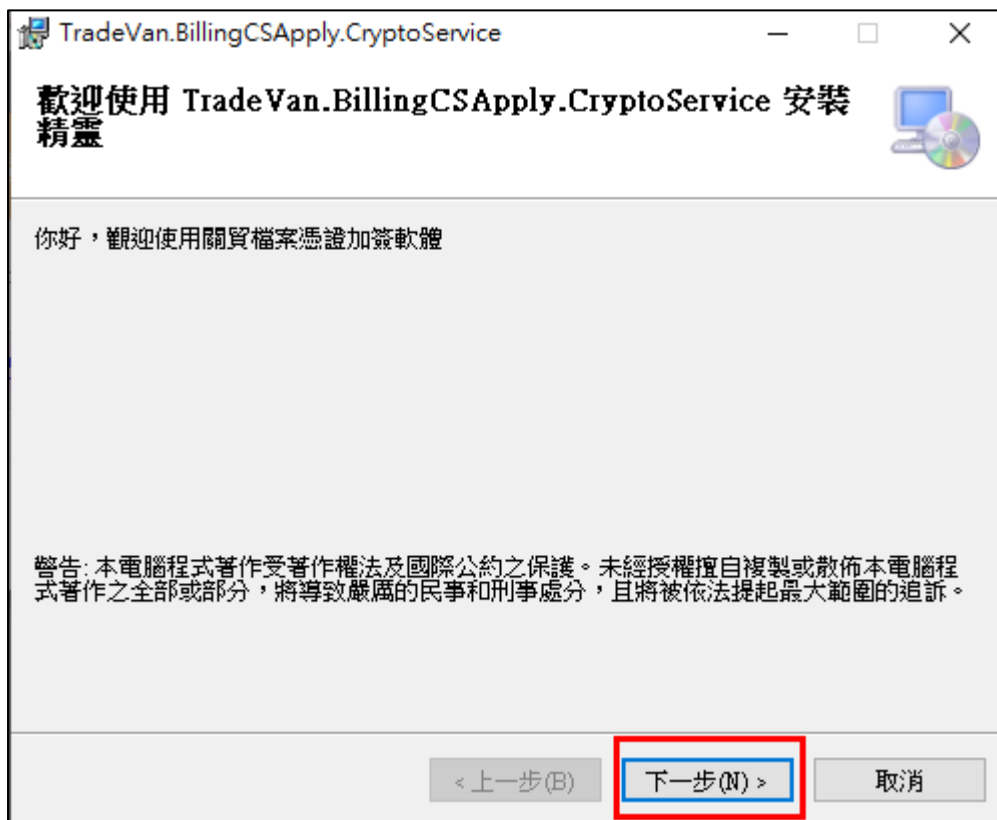 TradeVan.BillingCSApply.CryptoService
歡迎使用 TradeVan.BillingCSApply.CryptoService 安裝
精靈
你好，觀迎使用關貿檔案憑證加簽軟體
警告: 本電腦程式著作受著作權法及國際公約之保護。未經授權擅自複製或散佈本電腦程
式著作之全部或部分，將導致嚴厲的民事和刑事處分，且將被依法提起最大範圍的追訴。
<上一步(B)
下一步(N) >
取消